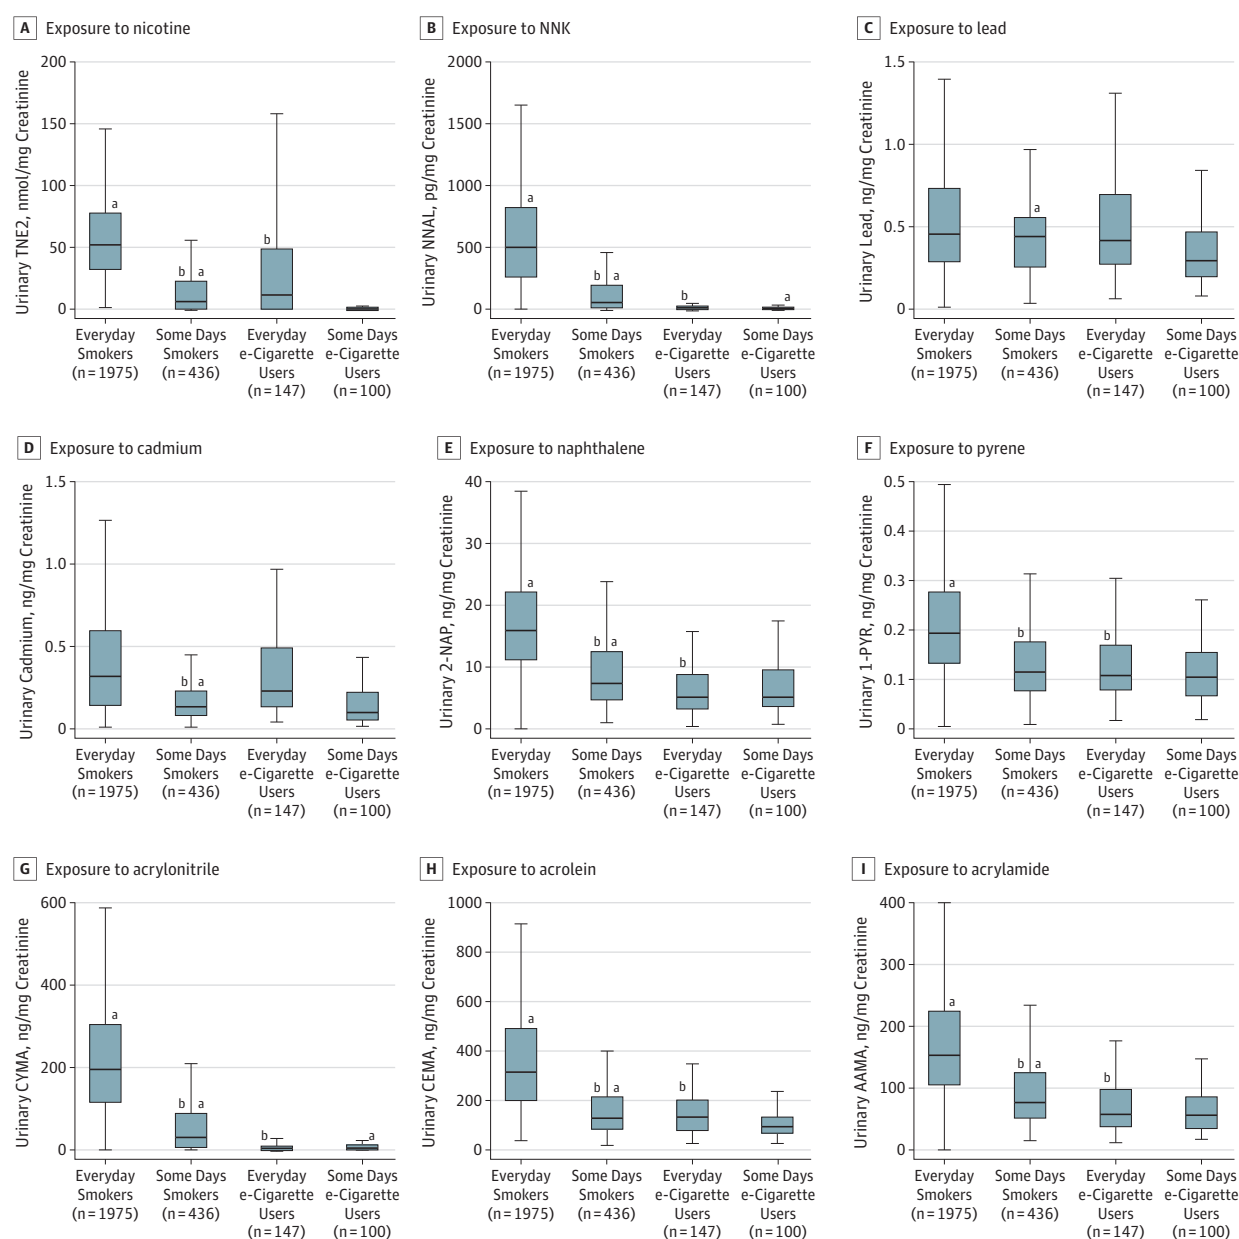 A Exposure to nicotine
Urinary TNE2, nmol/mg Creatinine
200
150
100
50
0
a
b a
b
Everyday Smokers (n=1975)
Some Days Smokers (n=436)
Everyday e-Cigarette Users (n=147)
Some Days e-Cigarette Users (n=100)
B Exposure to NNK
Urinary NNAL, pg/mg Creatinine
2000
1500
1000
500
0
a
b a
b
a
Everyday Smokers (n=1975)
Some Days Smokers (n=436)
Everyday e-Cigarette Users (n=147)
Some Days e-Cigarette Users (n=100)
C Exposure to lead
Urinary Lead, ng/mg Creatinine
1.5
1.0
0.5
0
a
Everyday Smokers (n=1975)
Some Days Smokers (n=436)
Everyday e-Cigarette Users (n=147)
Some Days e-Cigarette Users (n=100)
D Exposure to cadmium
Urinary Cadmium, ng/mg Creatinine
1.5
1.0
0.5
0
b a
Everyday Smokers (n=1975)
Some Days Smokers (n=436)
Everyday e-Cigarette Users (n=147)
Some Days e-Cigarette Users (n=100)
E Exposure to naphthalene
Urinary 2-NAP, ng/mg Creatinine
40
30
20
10
0
a
b a
b
Everyday Smokers (n=1975)
Some Days Smokers (n=436)
Everyday e-Cigarette Users (n=147)
Some Days e-Cigarette Users (n=100)
F Exposure to pyrene
Urinary 1-PYR, ng/mg Creatinine
0.5
0.4
0.3
0.2
0.1
0
a
b
b
Everyday Smokers (n=1975)
Some Days Smokers (n=436)
Everyday e-Cigarette Users (n=147)
Some Days e-Cigarette Users (n=100)
G Exposure to acrylonitrile
Urinary CYMA, ng/mg Creatinine
600
400
200
0
a
b a
b
a
Everyday Smokers (n=1975)
Some Days Smokers (n=436)
Everyday e-Cigarette Users (n=147)
Some Days e-Cigarette Users (n=100)
H Exposure to acrolein
Urinary CEMA, ng/mg Creatinine
1000
800
600
400
200
0
a
b a
b
Everyday Smokers (n=1975)
Some Days Smokers (n=436)
Everyday e-Cigarette Users (n=147)
Some Days e-Cigarette Users (n=100)
I Exposure to acrylamide
Urinary AAMA, ng/mg Creatinine
400
300
200
100
0
a
b a
b
Everyday Smokers (n=1975)
Some Days Smokers (n=436)
Everyday e-Cigarette Users (n=147)
Some Days e-Cigarette Users (n=100)